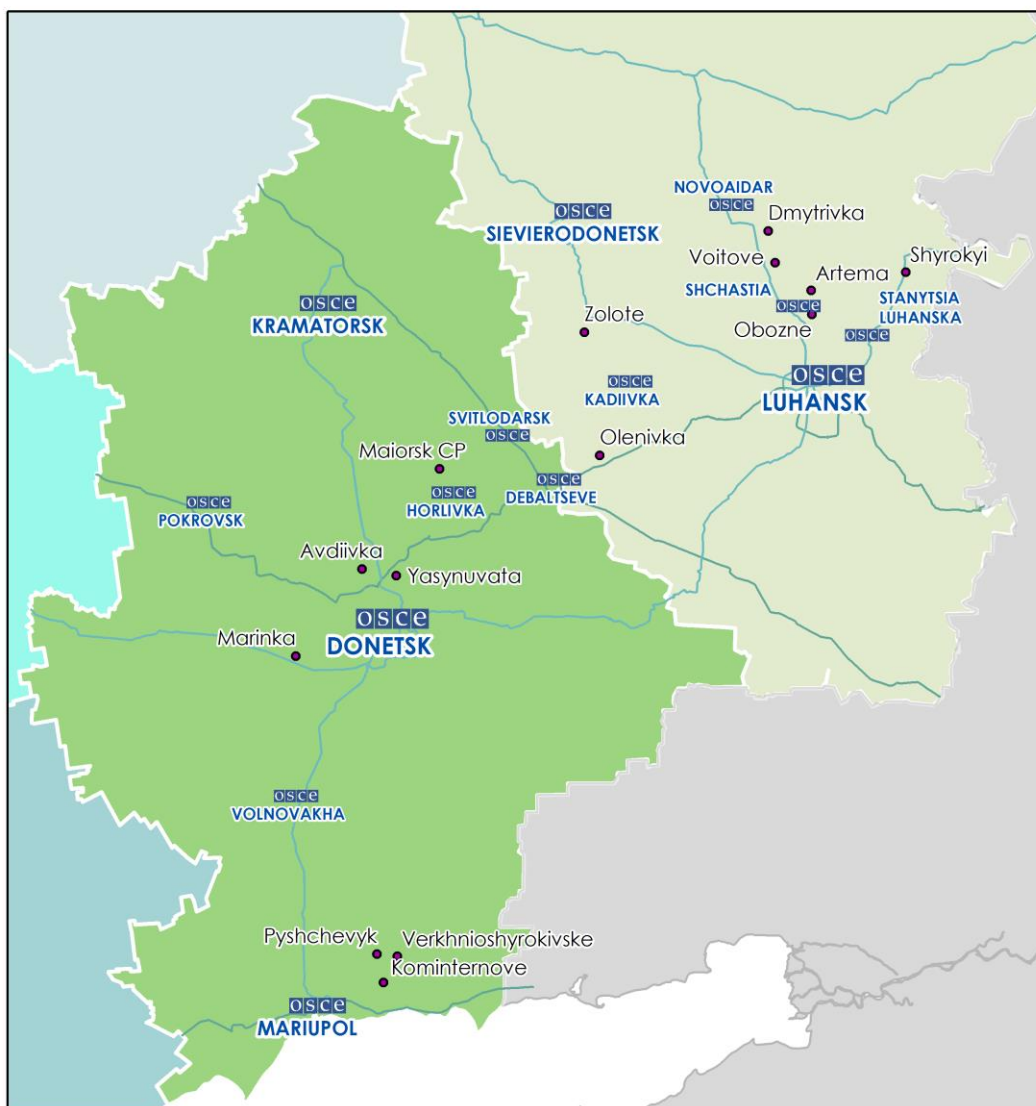 NOVOAIDAR
osce
osce
SIEVIERODONETSK
Dmytrivka
Voitove
Shyrokyi
Artema
SHCHASTIA
osce
STANYTSIA
LUHANSKA
osce
KRAMATORSK
Zolote
Obozne
osce
osce
LUHANSK
osce
KADIIVKA
SVITLODARSK
osce
Olenivka
Maiorsk CP
osce
HORLIVKA
osce
DEBALTSEVE
osce
POKROVSK
Avdiivka
Yasynuvata
osce
DONETSK
Marinka
osce
VOLNOVAKHA
Pyshchevyk
Verkhnioshyrokivske
Kominternove
osce
MARIUPOL